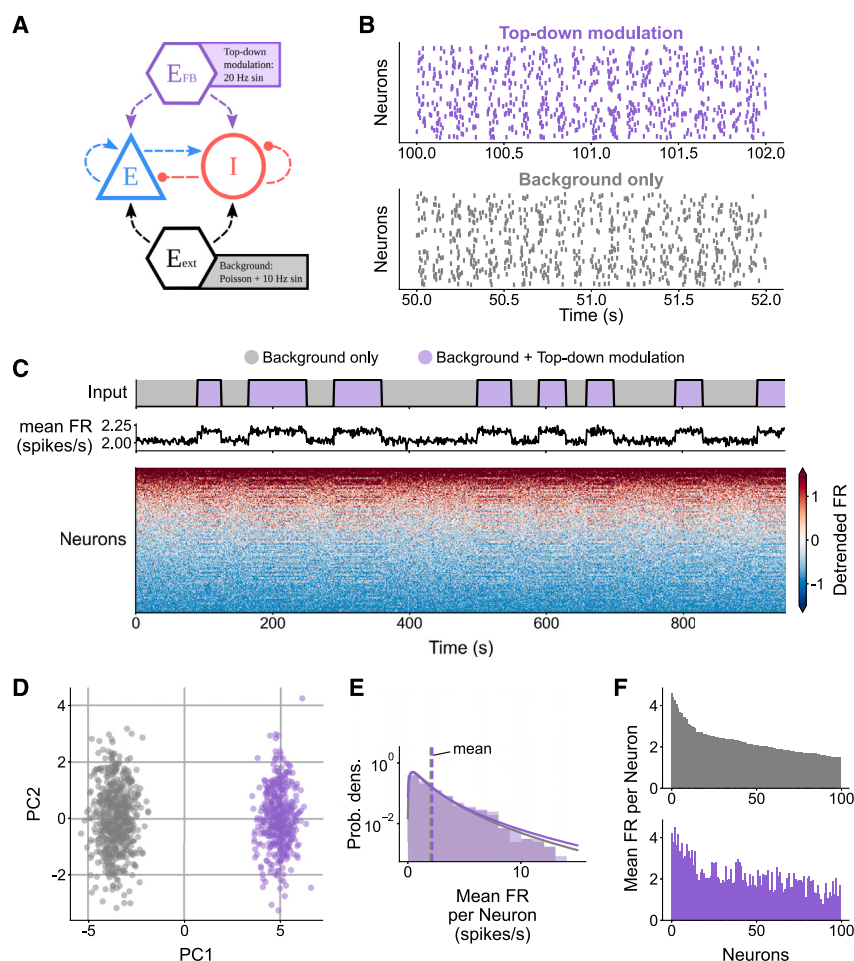 A
E_FB
Top-down
modulation:
20 Hz sin
E
I
E_ext
Background:
Poisson + 10 Hz sin
B
Top-down modulation
Neurons
100.0 100.5 101.0 101.5 102.0
Background only
Neurons
50.0 50.5 51.0 51.5 52.0
Time (s)
C
Background only Background + Top-down modulation
Input
mean FR
(spikes/s)
2.25
2.00
Neurons
1
0
-1
Detrended FR
0 200 400 600 800
Time (s)
D
4
2
0
-2
PC2
-5 0 5
PC1
E
mean
Prob. dens.
10^0
10^-2
0 10
Mean FR
per Neuron
(spikes/s)
F
Mean FR per Neuron
4
2
0
0 50 100
4
2
0
0 50 100
Neurons